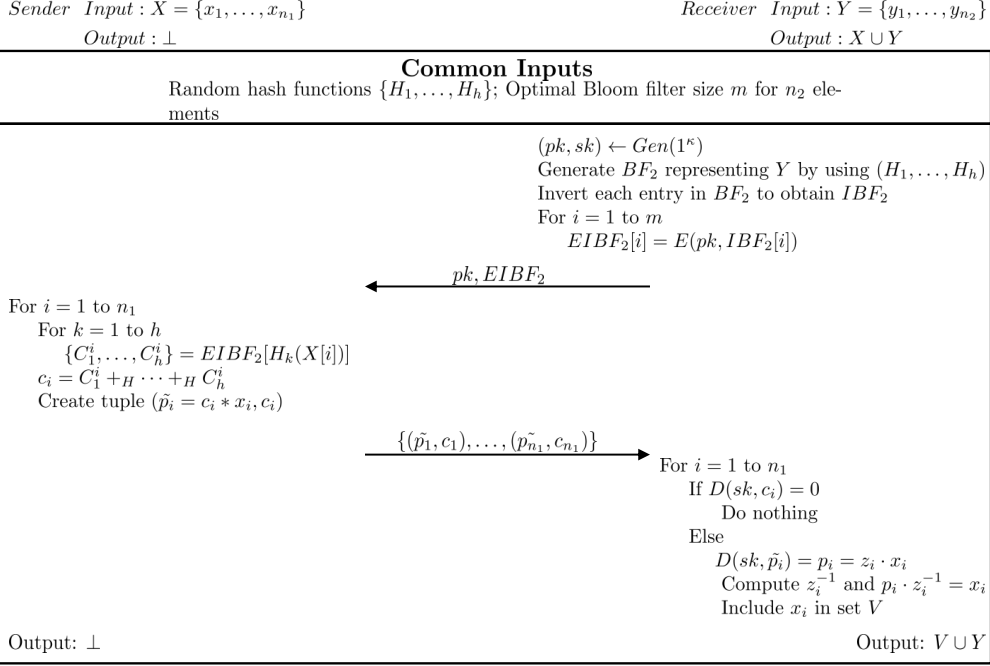 Sender Input : X = {x_1, . . . , x_{n_1}} Receiver Input : Y = {y_1, . . . , y_{n_2}}
Output : ⊥ Output : X ∪ Y
Common Inputs
Random hash functions {H_1, . . . , H_h}; Optimal Bloom filter size m for n_2 ele-
ments
(pk, sk) ← Gen(1^κ)
Generate BF_2 representing Y by using (H_1, . . . , H_h)
Invert each entry in BF_2 to obtain IBF_2
For i = 1 to m
EIBF_2[i] = E(pk, IBF_2[i])
pk, EIBF_2
For i = 1 to n_1
For k = 1 to h
{C_1^i, . . . , C_h^i} = EIBF_2[H_k(X[i])]
c_i = C_1^i +_H · · · +_H C_h^i
Create tuple (p̃_i = c_i * x_i, c_i)
{(p̃_1, c_1), . . . , (p̃_{n_1}, c_{n_1})}
For i = 1 to n_1
If D(sk, c_i) = 0
Do nothing
Else
D(sk, p̃_i) = p_i = z_i · x_i
Compute z_i^{-1} and p_i · z_i^{-1} = x_i
Include x_i in set V
Output: ⊥ Output: V ∪ Y